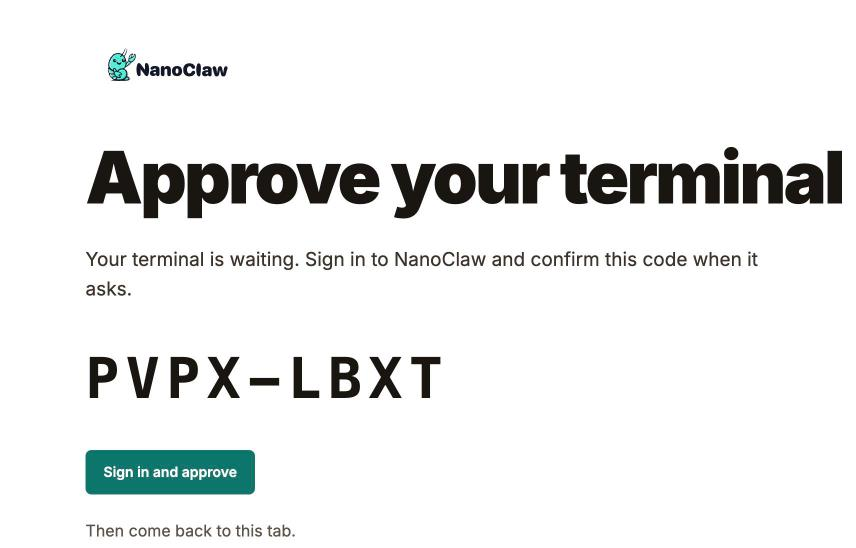 NanoClaw
Approve your terminal
Your terminal is waiting. Sign in to NanoClaw and confirm this code when it
asks.
PVPX–LBXT
Sign in and approve
Then come back to this tab.